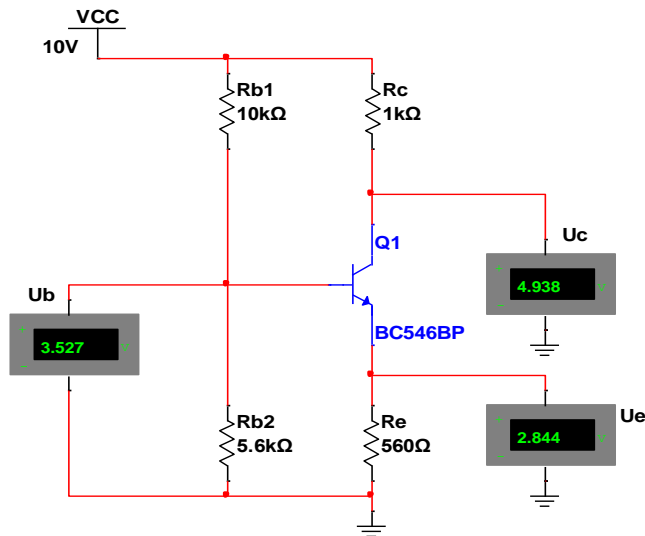 VCC
10V
Rb1
10kΩ
Rc
1kΩ
Q1
Uc
+
4.938
V
−
Ub
+
3.527
V
−
BC546BP
Rb2
5.6kΩ
Re
560Ω
Ue
+
2.844
V
−